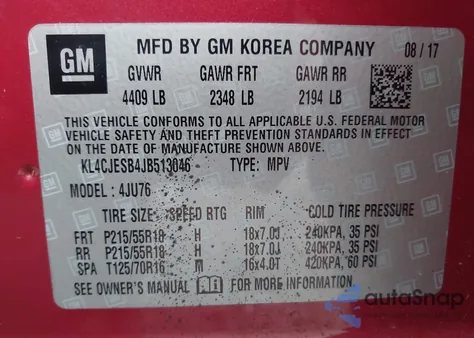 GM MFD BY GM KOREA COMPANY 08 / 17
GVWR GAWR FRT GAWR RR
4409 LB 2348 LB 2194 LB
THIS VEHICLE CONFORMS TO ALL APPLICABLE U.S. FEDERAL MOTOR
VEHICLE SAFETY AND THEFT PREVENTION STANDARDS IN EFFECT
ON THE DATE OF MANUFACTURE SHOWN ABOVE.
KL4CJESB4JB513046 TYPE: MPV
MODEL : 4JU76
TIRE SIZE SPEED RTG RIM COLD TIRE PRESSURE
FRT P215/55R18 H 18x7.0J 240KPA, 35 PSI
RR P215/55R18 H 18x7.0J 240KPA, 35 PSI
SPA T125/70R16 M 16x4.0T 420KPA, 60 PSI
SEE OWNER'S MANUAL FOR MORE INFORMATION
autoSnap